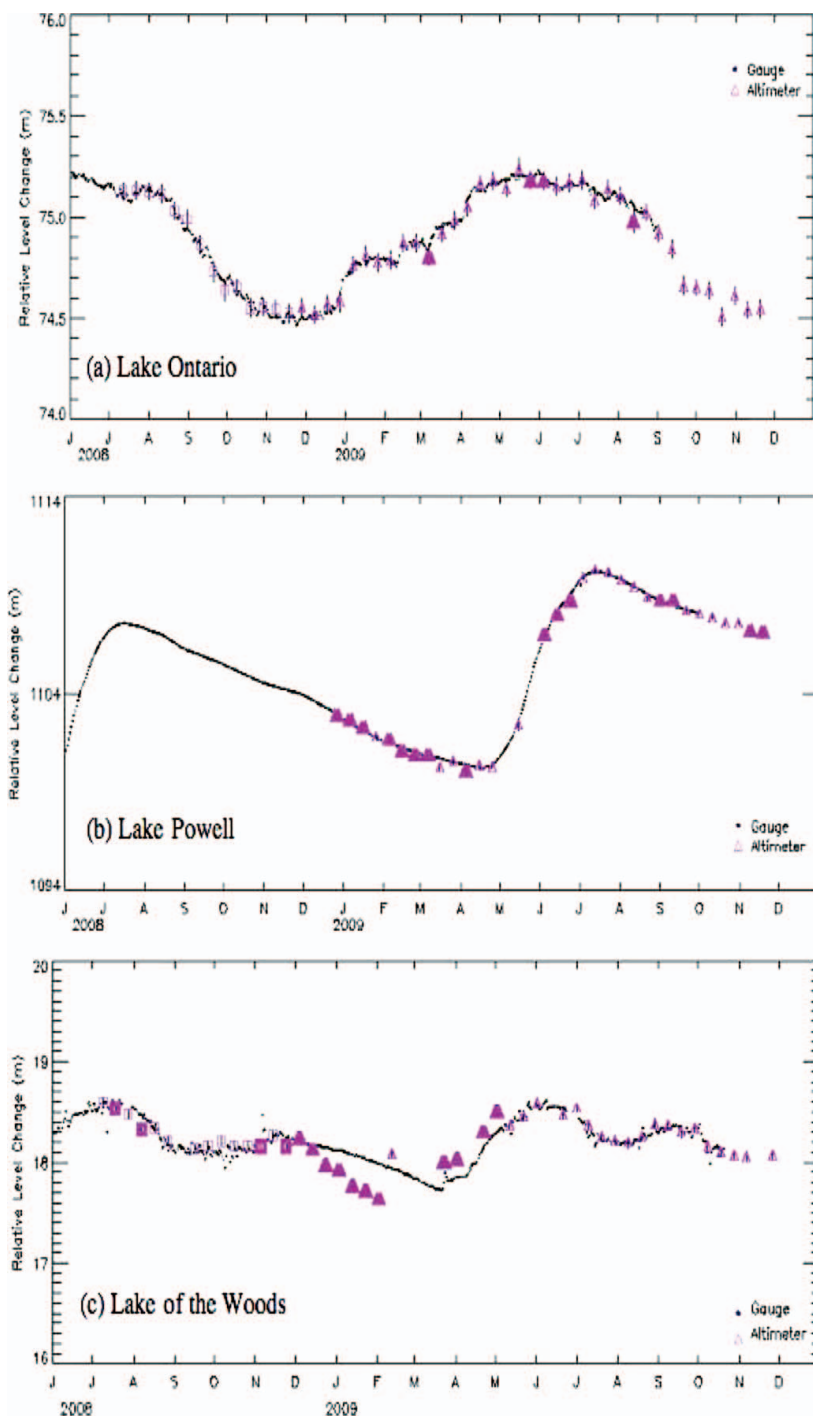 76.0
75.5
75.0
74.5
74.0
Relative Level Change (m)
Gauge
Altimeter
(a) Lake Ontario
J J A S O N D J F M A M J J A S O N D
2008 2009
1114
1104
1094
Relative Level Change (m)
(b) Lake Powell
Gauge
Altimeter
J J A S O N D J F M A M J J A S O N D
2008 2009
20
19
18
17
16
Relative Level Change (m)
(c) Lake of the Woods
Gauge
Altimeter
J J A S O N D J F M A M J J A S O N D
2008 2009